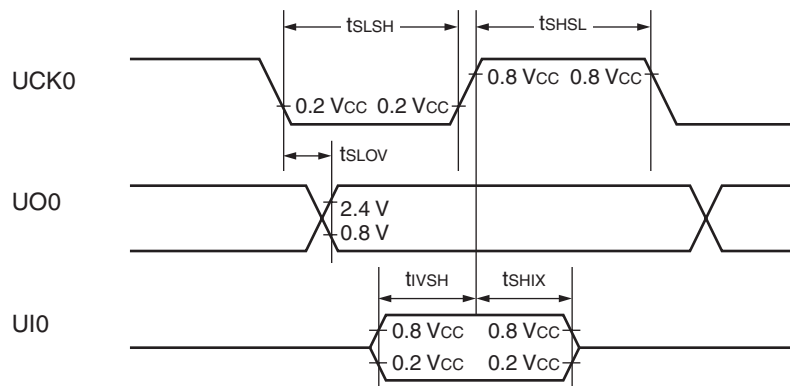 tSLSH tSHSL
UCK0
0.8 VCC 0.8 VCC
0.2 VCC 0.2 VCC
tSLOV
UO0
2.4 V
0.8 V
tIVSH tSHIX
UI0
0.8 VCC 0.8 VCC
0.2 VCC 0.2 VCC